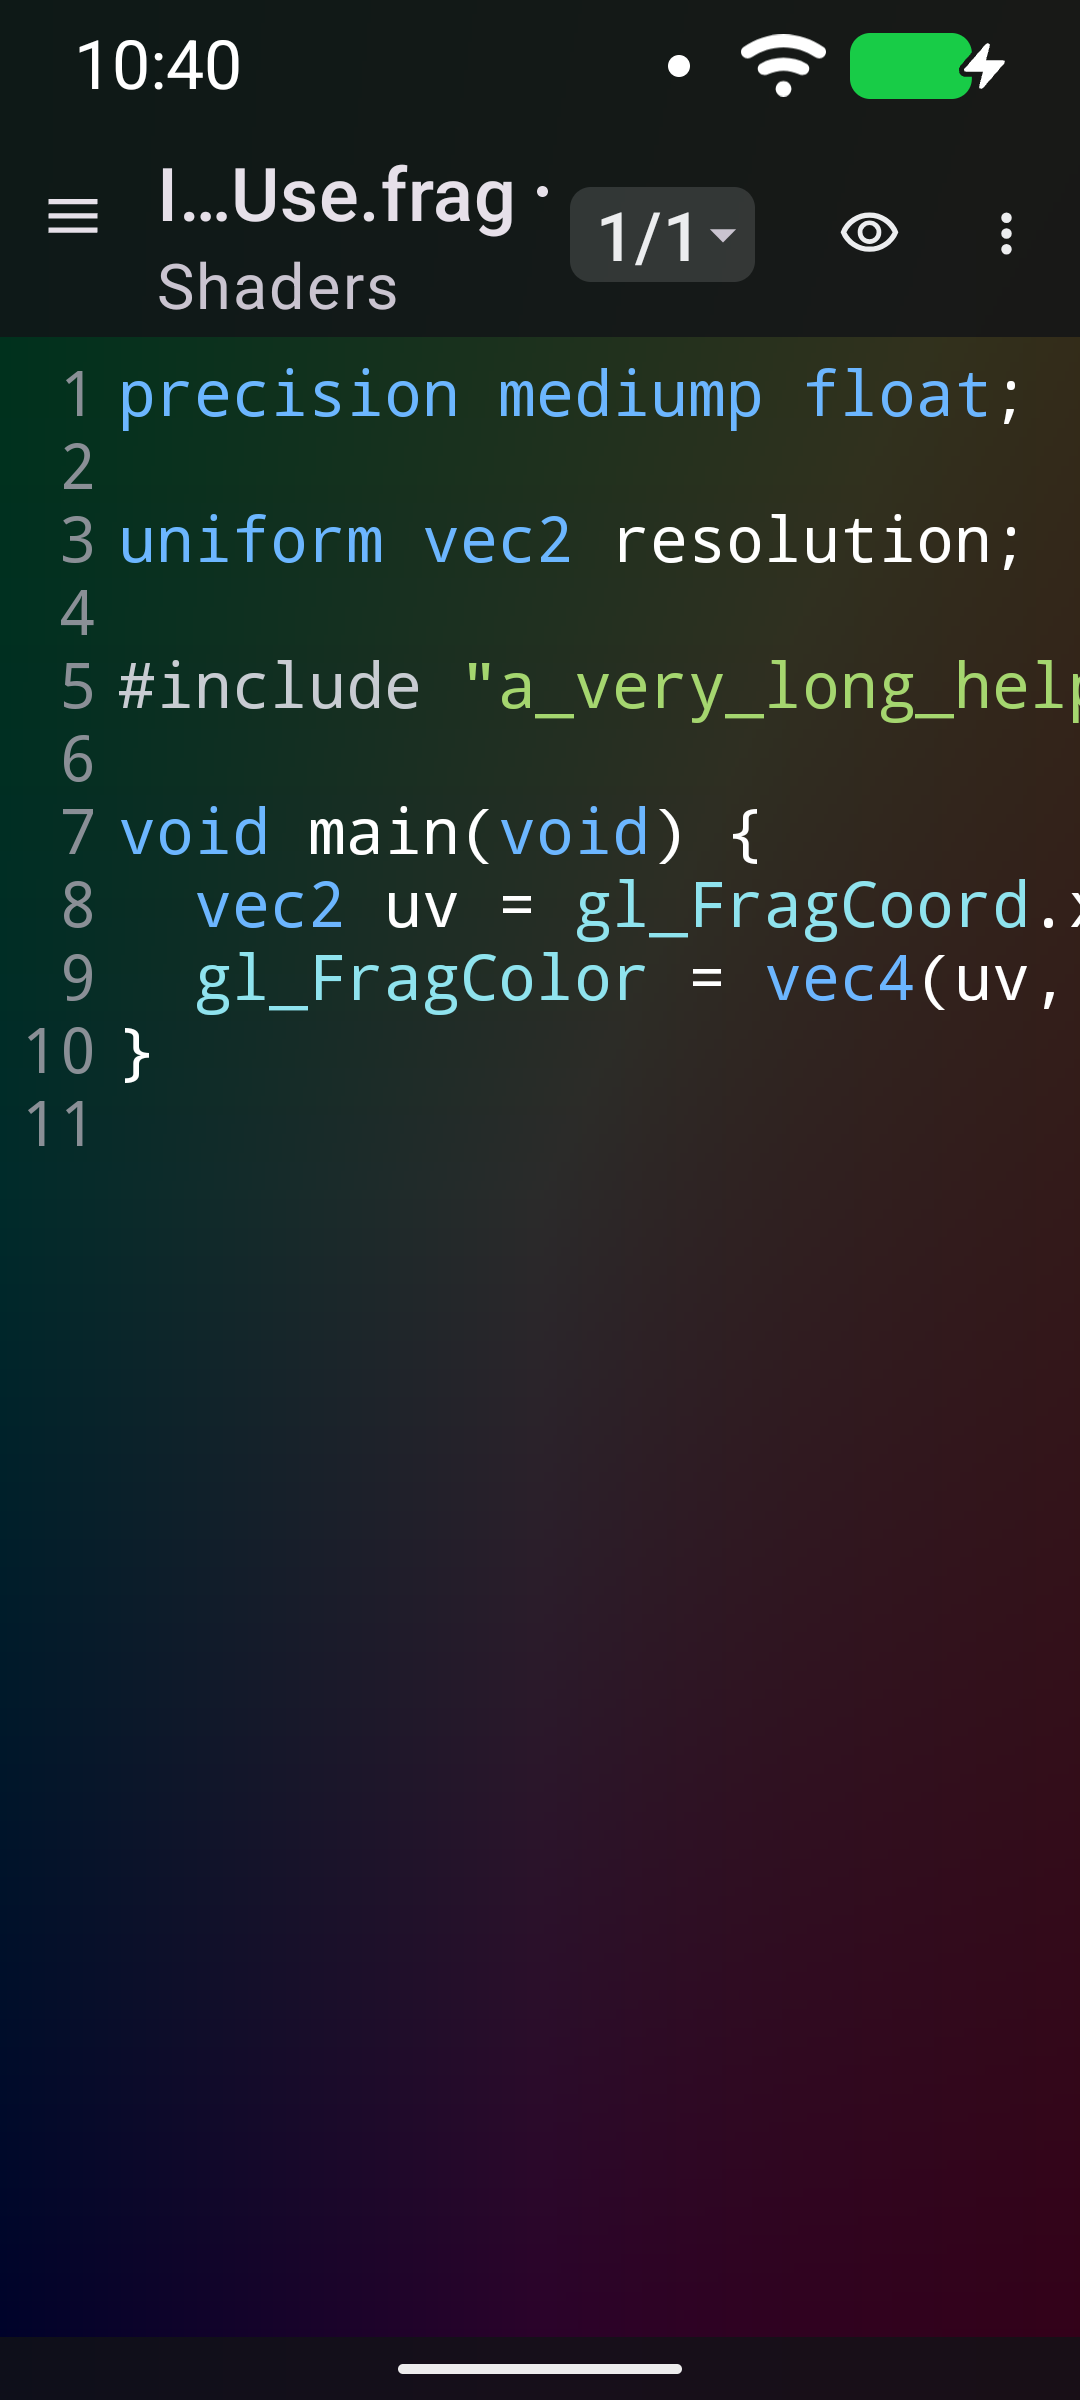 10:40
I…Use.frag ·
Shaders
1/1
1 precision mediump float;
2
3 uniform vec2 resolution;
4
5 #include "a_very_long_help
6
7 void main(void) {
8   vec2 uv = gl_FragCoord.x
9   gl_FragColor = vec4(uv,
10 }
11